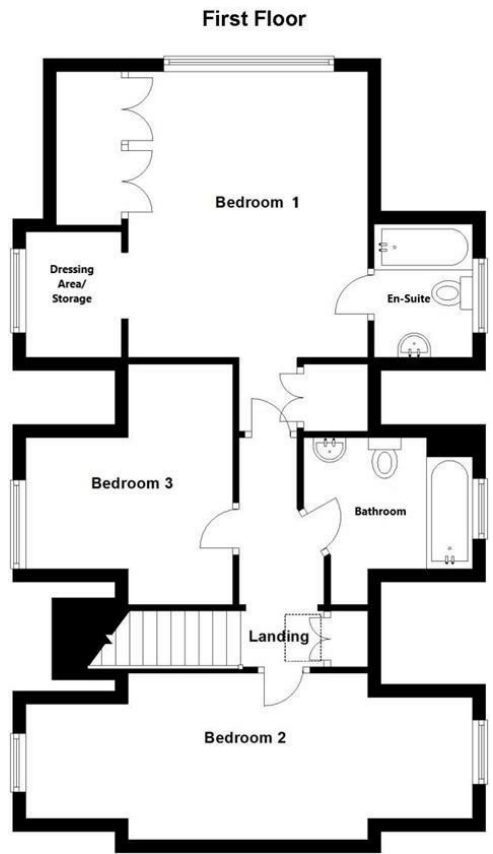 First Floor
Bedroom 1
Dressing
Area/
Storage
En-Suite
Bedroom 3
Bathroom
Landing
Bedroom 2